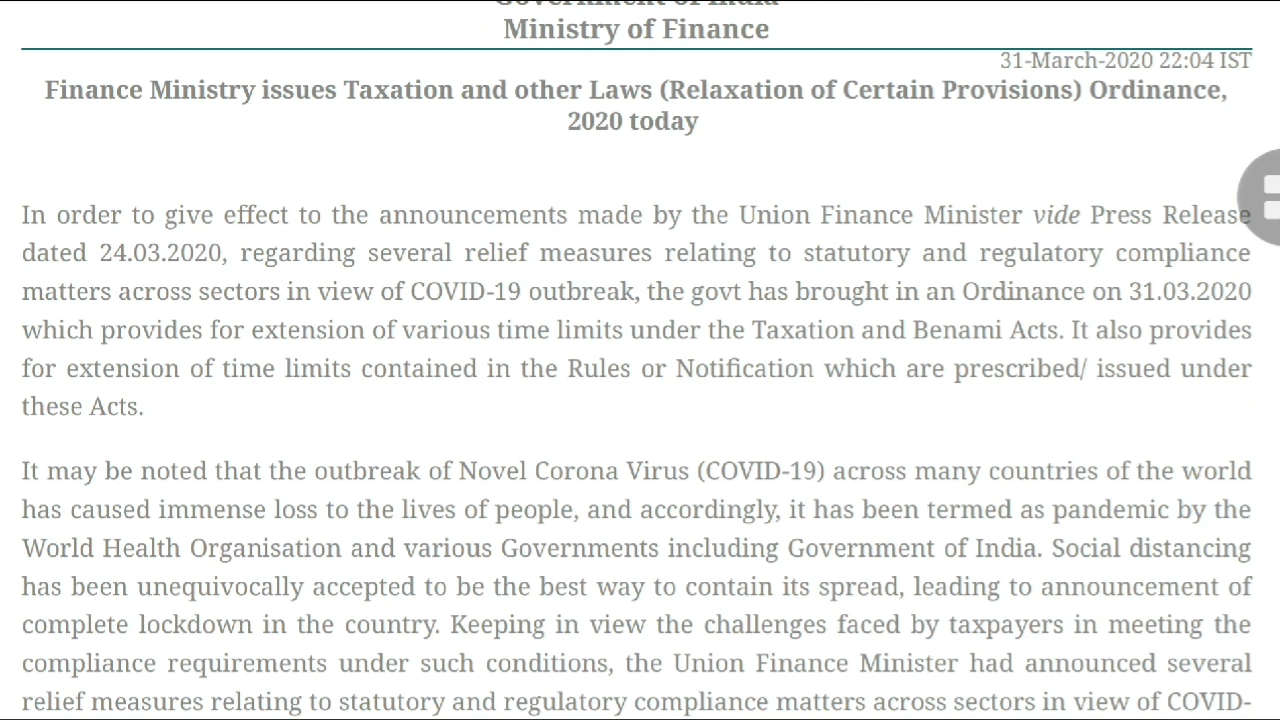 Government of India
Ministry of Finance
31-March-2020 22:04 IST
Finance Ministry issues Taxation and other Laws (Relaxation of Certain Provisions) Ordinance,
2020 today
In order to give effect to the announcements made by the Union Finance Minister vide Press Release
dated 24.03.2020, regarding several relief measures relating to statutory and regulatory compliance
matters across sectors in view of COVID-19 outbreak, the govt has brought in an Ordinance on 31.03.2020
which provides for extension of various time limits under the Taxation and Benami Acts. It also provides
for extension of time limits contained in the Rules or Notification which are prescribed/ issued under
these Acts.
It may be noted that the outbreak of Novel Corona Virus (COVID-19) across many countries of the world
has caused immense loss to the lives of people, and accordingly, it has been termed as pandemic by the
World Health Organisation and various Governments including Government of India. Social distancing
has been unequivocally accepted to be the best way to contain its spread, leading to announcement of
complete lockdown in the country. Keeping in view the challenges faced by taxpayers in meeting the
compliance requirements under such conditions, the Union Finance Minister had announced several
relief measures relating to statutory and regulatory compliance matters across sectors in view of COVID-